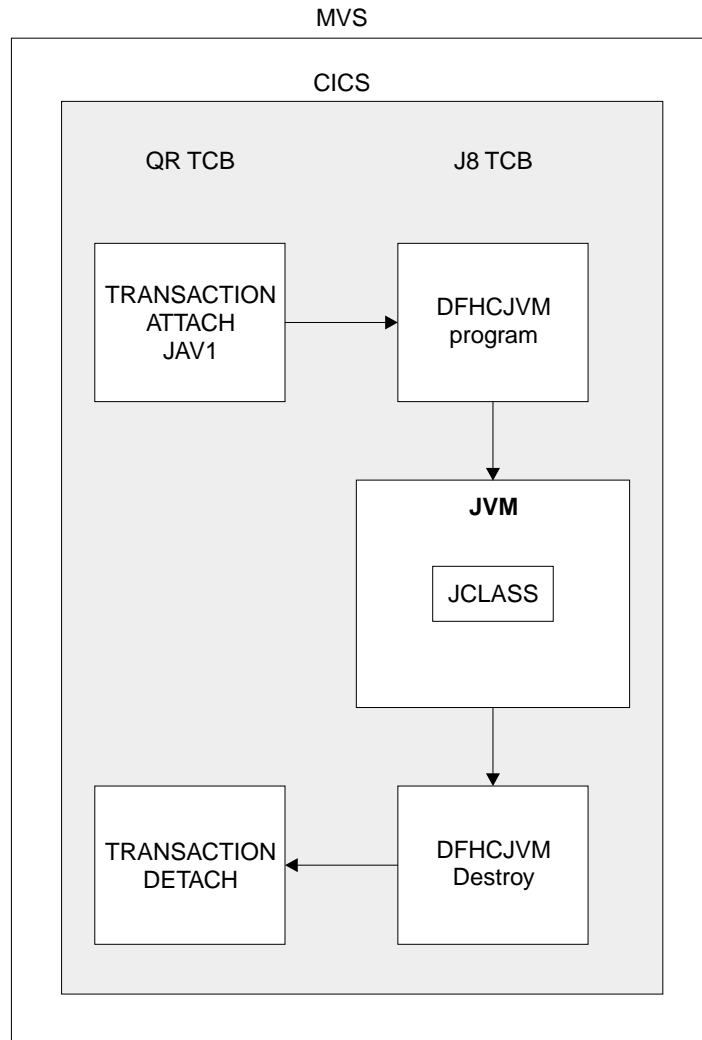 MVS
CICS
QR TCB
J8 TCB
TRANSACTION
ATTACH
JAV1
DFHCJVM
program
JVM
JCLASS
TRANSACTION
DETACH
DFHCJVM
Destroy